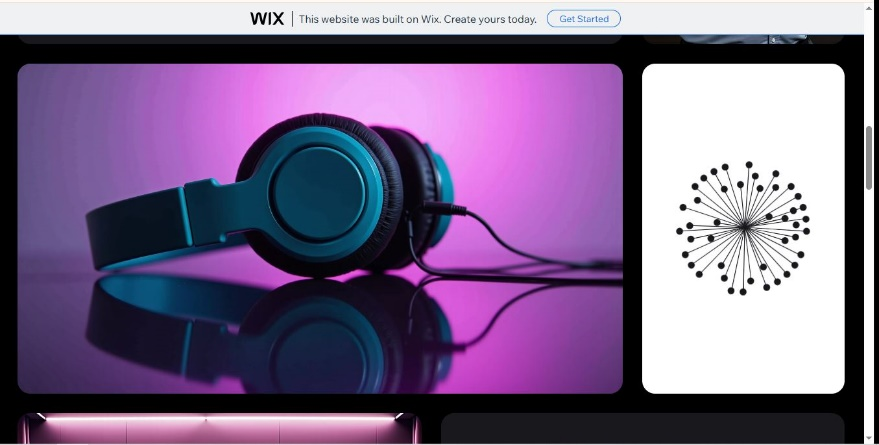 WIX This website was built on Wix. Create yours today. Get Started